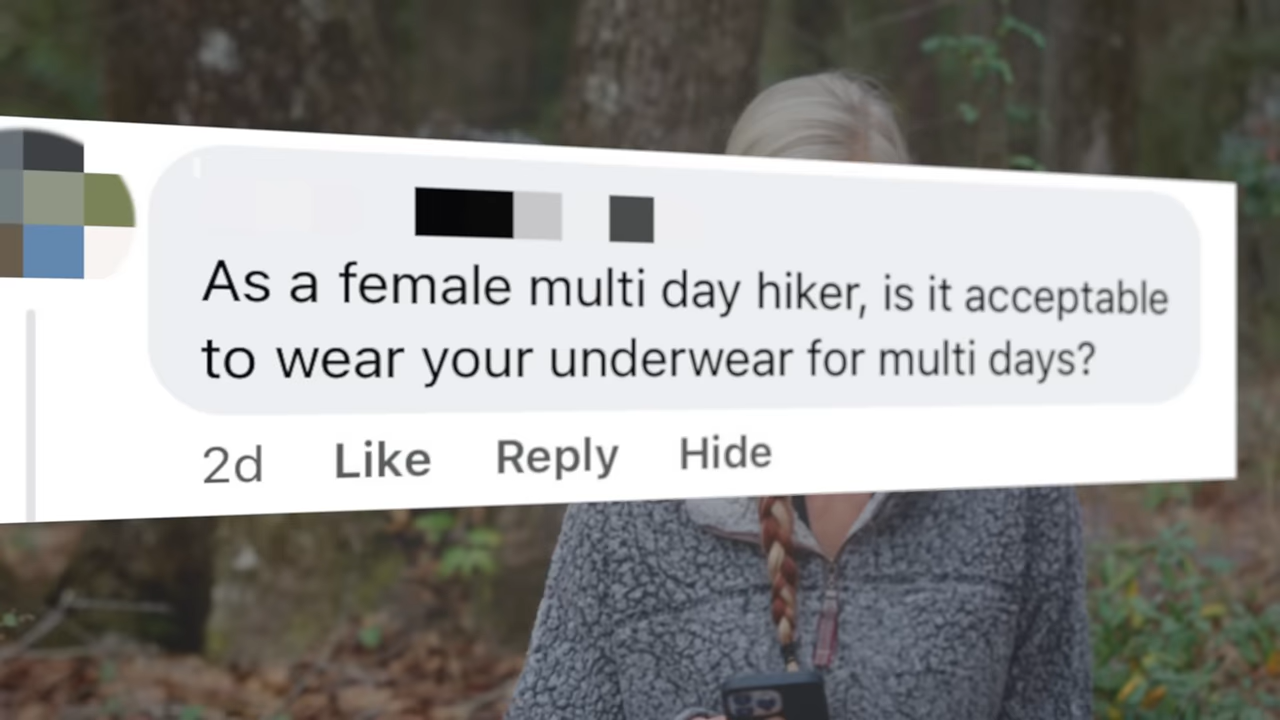 As a female multi day hiker, is it acceptable
to wear your underwear for multi days?
2d Like Reply Hide